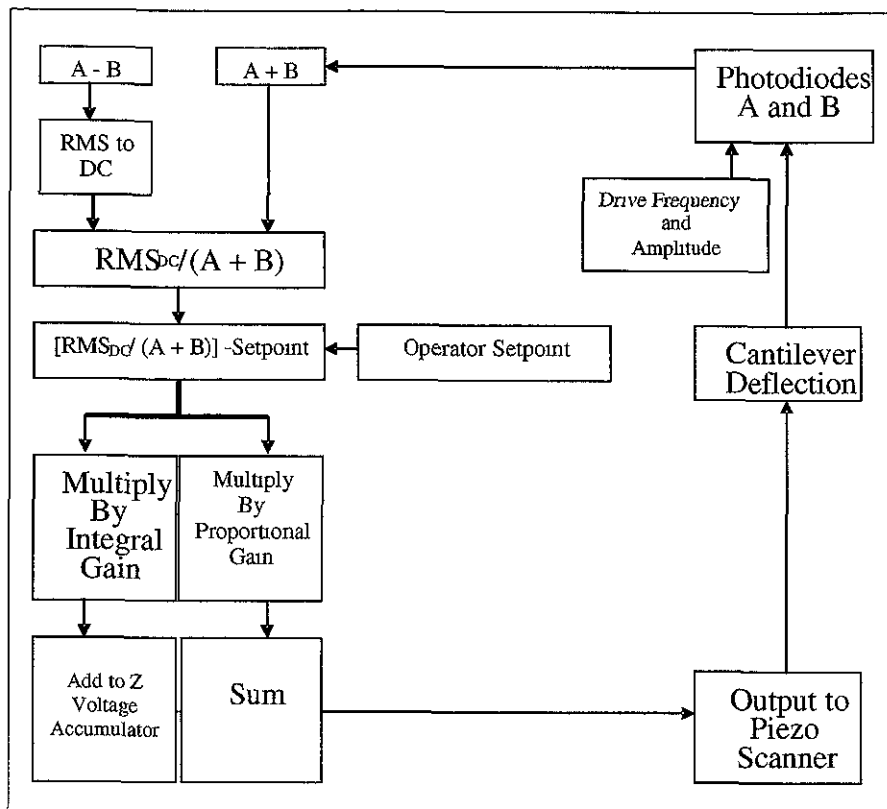 A - B
A + B
Photodiodes
A and B
RMS to
DC
Drive Frequency
and
Amplitude
RMSDC/(A + B)
[RMSDC/ (A + B)] -Setpoint
Operator Setpoint
Cantilever
Deflection
Multiply
By
Integral
Gain
Multiply
By
Proportional
Gain
Add to Z
Voltage
Accumulator
Sum
Output to
Piezo
Scanner